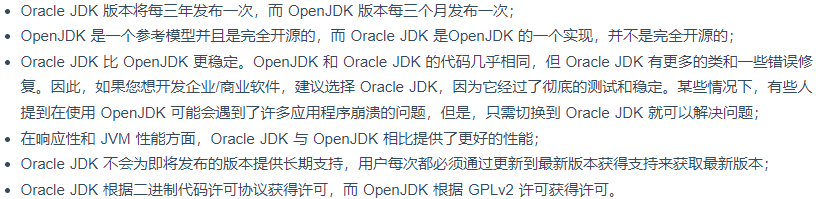 Oracle JDK 版本将每三年发布一次，而 OpenJDK 版本每三个月发布一次；
OpenJDK 是一个参考模型并且是完全开源的，而 Oracle JDK 是OpenJDK 的一个实现，并不是完全开源的；
Oracle JDK 比 OpenJDK 更稳定。OpenJDK 和 Oracle JDK 的代码几乎相同，但 Oracle JDK 有更多的类和一些错误修
复。因此，如果您想开发企业/商业软件，建议选择 Oracle JDK，因为它经过了彻底的测试和稳定。某些情况下，有些人
提到在使用 OpenJDK 可能会遇到了许多应用程序崩溃的问题，但是，只需切换到 Oracle JDK 就可以解决问题；
在响应性和 JVM 性能方面，Oracle JDK 与 OpenJDK 相比提供了更好的性能；
Oracle JDK 不会为即将发布的版本提供长期支持，用户每次都必须通过更新到最新版本获得支持来获取最新版本；
Oracle JDK 根据二进制代码许可协议获得许可，而 OpenJDK 根据 GPLv2 许可获得许可。